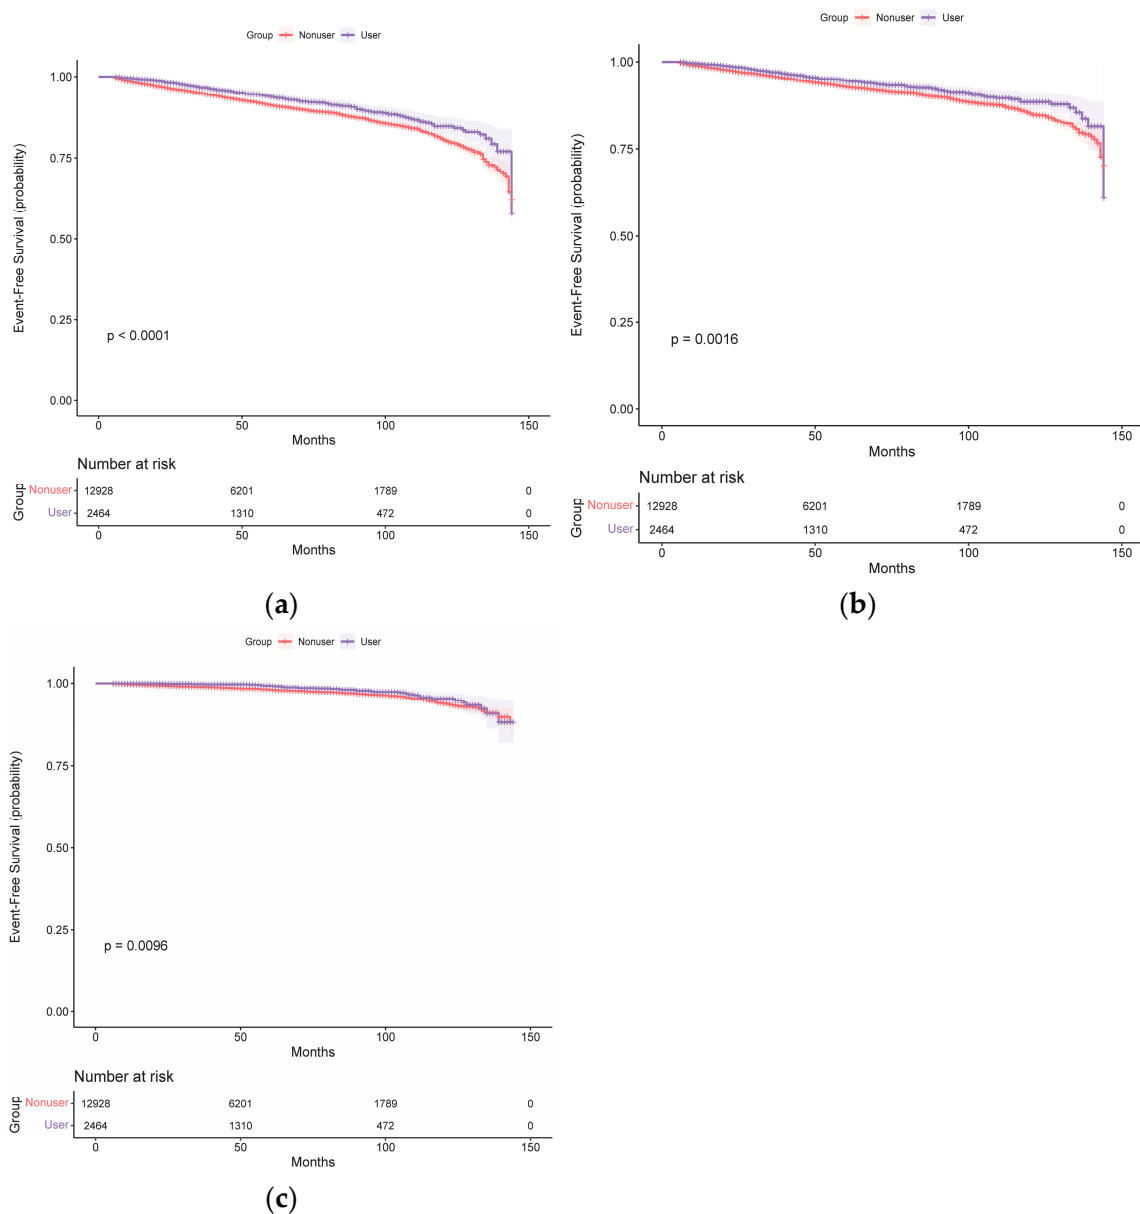 Group Nonuser User
1.00
0.75
0.50
0.25
0.00
Event-Free Survival (probability)
p < 0.0001
0 50 100 150
Months
Number at risk
Group
Nonuser 12928 6201 1789 0
User 2464 1310 472 0
0 50 100 150
Months
(a)
Group Nonuser User
1.00
0.75
0.50
0.25
0.00
Event-Free Survival (probability)
p = 0.0016
0 50 100 150
Months
Number at risk
Group
Nonuser 12928 6201 1789 0
User 2464 1310 472 0
0 50 100 150
Months
(b)
Group Nonuser User
1.00
0.75
0.50
0.25
0.00
Event-Free Survival (probability)
p = 0.0096
0 50 100 150
Months
Number at risk
Group
Nonuser 12928 6201 1789 0
User 2464 1310 472 0
0 50 100 150
Months
(c)